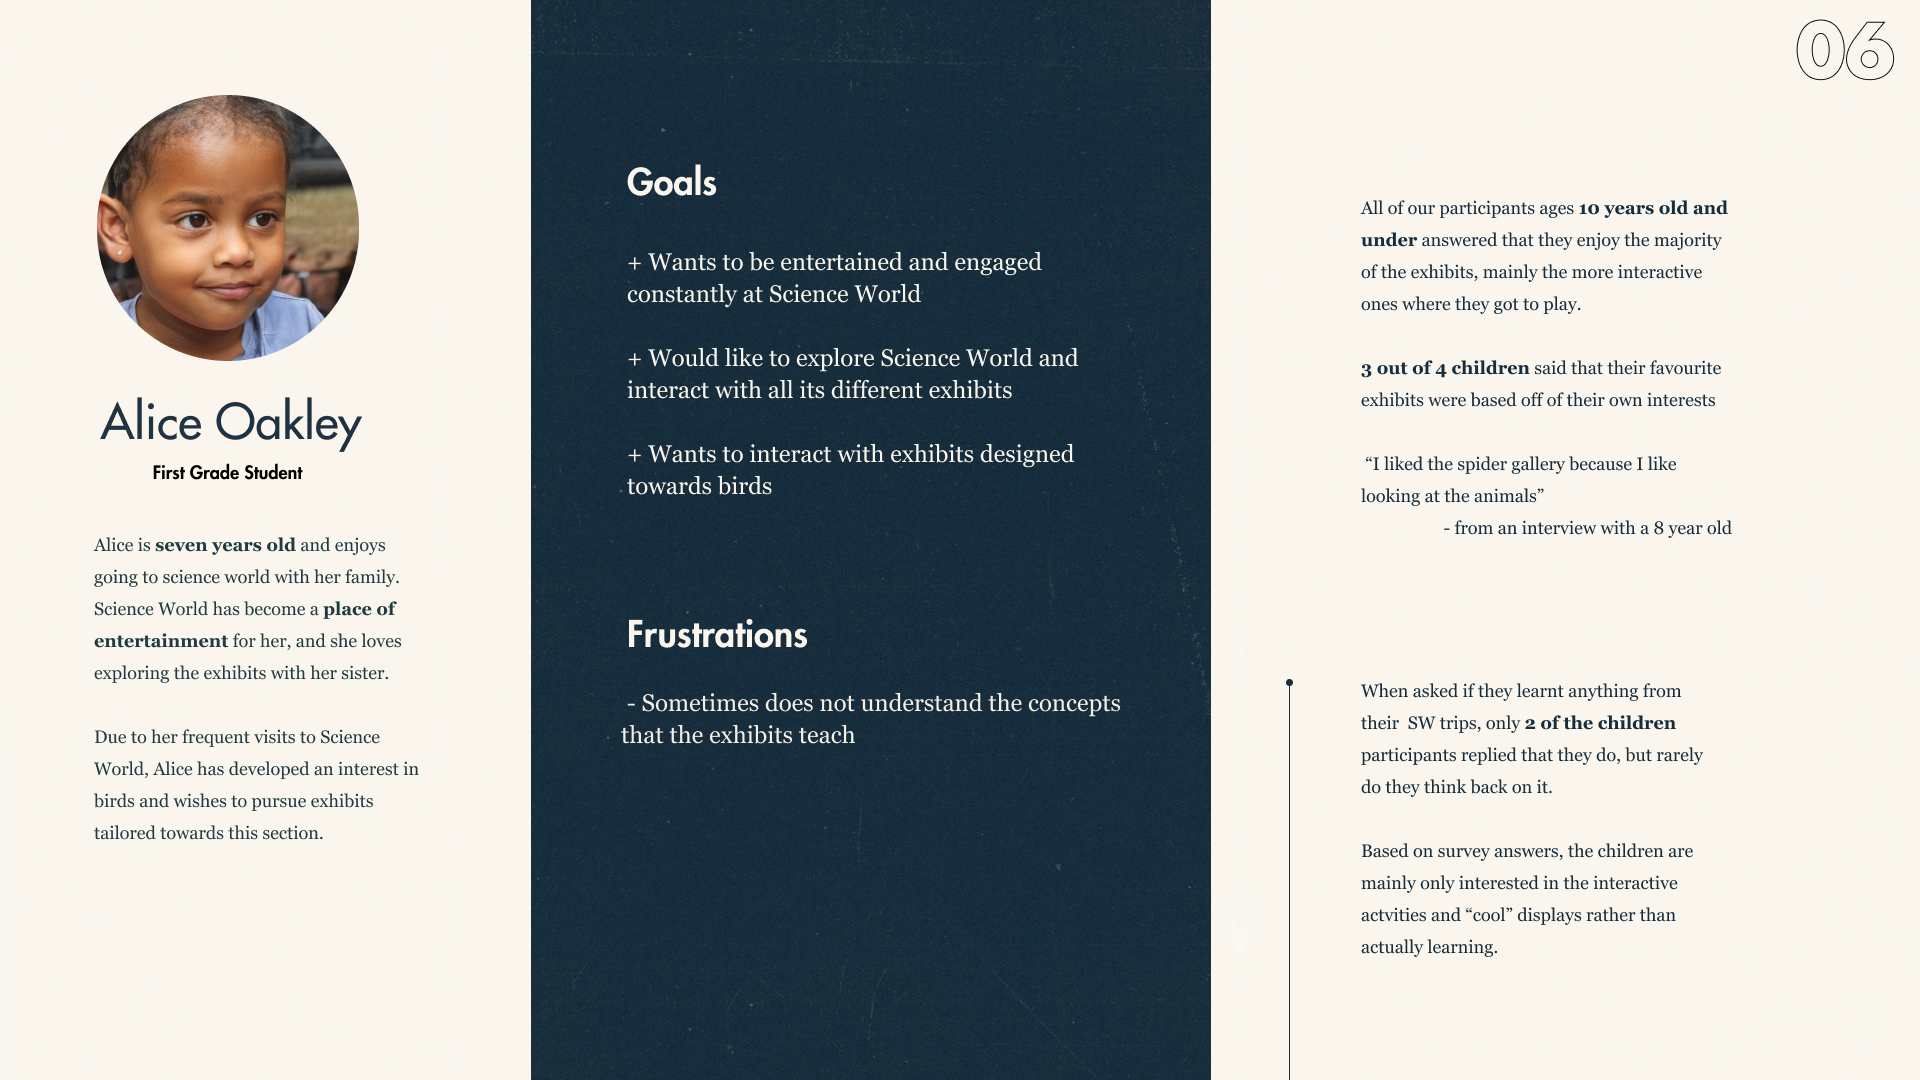 06
Alice Oakley
First Grade Student
Alice is seven years old and enjoys
going to science world with her family.
Science World has become a place of
entertainment for her, and she loves
exploring the exhibits with her sister.
Due to her frequent visits to Science
World, Alice has developed an interest in
birds and wishes to pursue exhibits
tailored towards this section.
Goals
+ Wants to be entertained and engaged
constantly at Science World
+ Would like to explore Science World and
interact with all its different exhibits
+ Wants to interact with exhibits designed
towards birds
Frustrations
- Sometimes does not understand the concepts
that the exhibits teach
All of our participants ages 10 years old and
under answered that they enjoy the majority
of the exhibits, mainly the more interactive
ones where they got to play.
3 out of 4 children said that their favourite
exhibits were based off of their own interests
“I liked the spider gallery because I like
looking at the animals”
- from an interview with a 8 year old
When asked if they learnt anything from
their  SW trips, only 2 of the children
participants replied that they do, but rarely
do they think back on it.
Based on survey answers, the children are
mainly only interested in the interactive
actvities and “cool” displays rather than
actually learning.